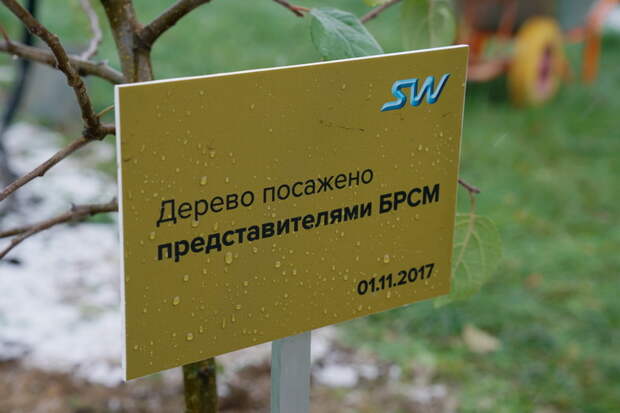 SW
Дерево посажено
представителями БРСМ
01.11.2017